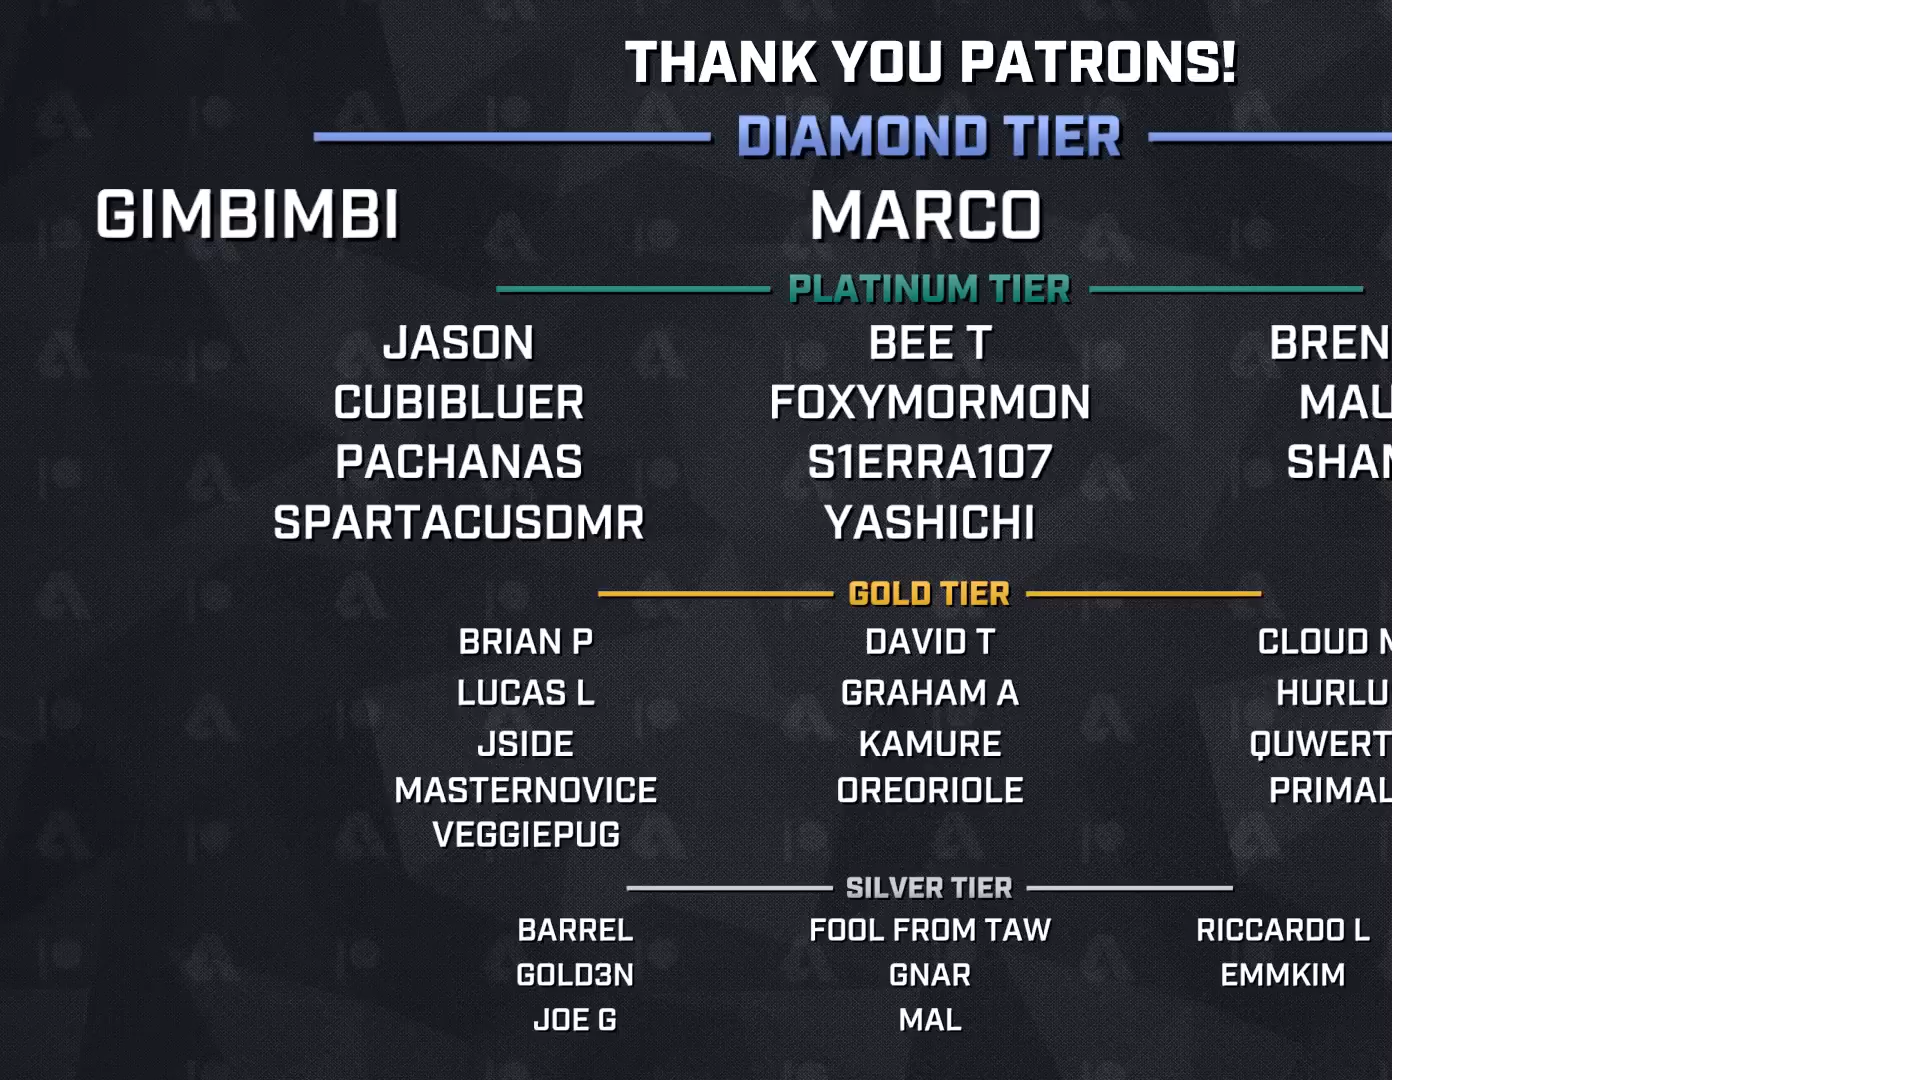 THANK YOU PATRONS!
DIAMOND TIER
GIMBIMBI MARCO
PLATINUM TIER
JASON BEE T
CUBIBLUER FOXYMORMON
PACHANAS S1ERRA107
SPARTACUSDMR YASHICHI
GOLD TIER
BRIAN P DAVID T CLOUD
LUCAS L GRAHAM A
JSIDE KAMURE
MASTERNOVICE OREORIOLE
VEGGIEPUG
SILVER TIER
BARREL FOOL FROM TAW RICCARDO L
GOLD3N GNAR EMMKIM
JOE G MAL